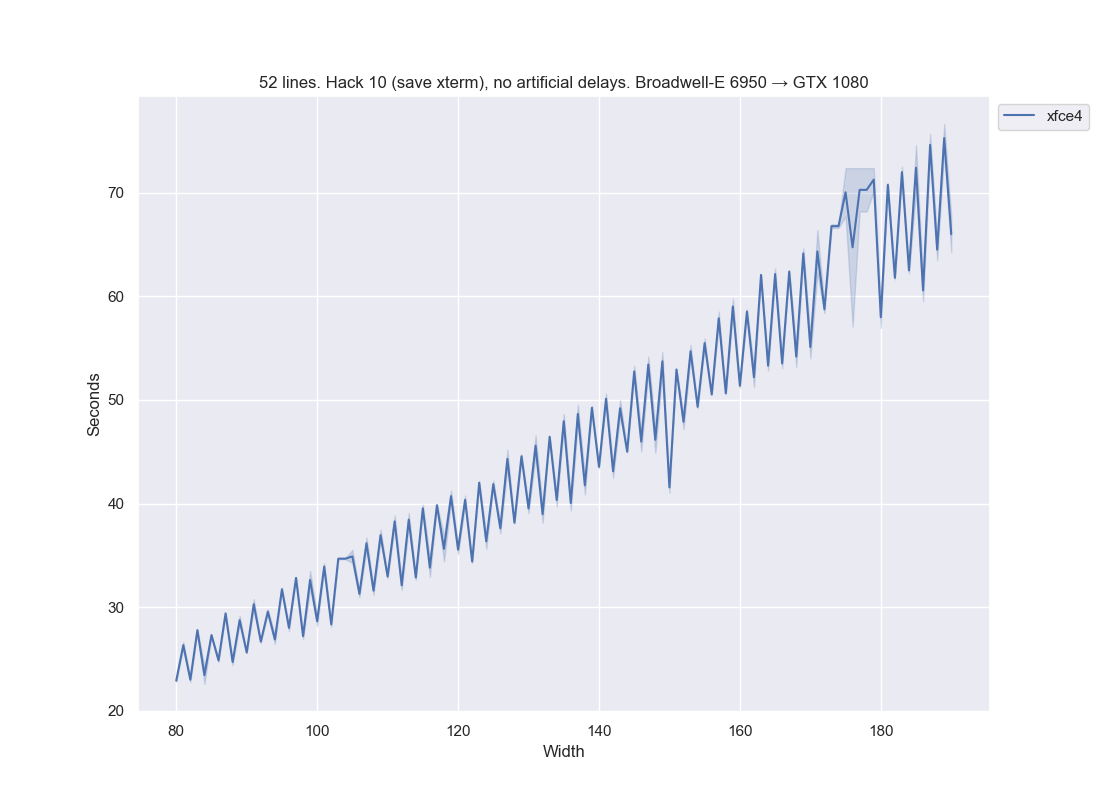 52 lines. Hack 10 (save xterm), no artificial delays. Broadwell-E 6950 → GTX 1080
xfce4
70
60
50
40
30
20
Seconds
80 100 120 140 160 180
Width